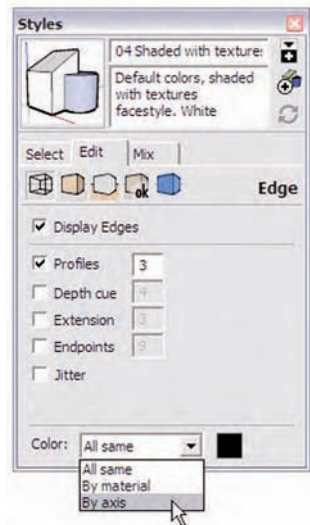 Styles
04 Shaded with textures
Default colors, shaded
with textures
facestyle. White
Select Edit Mix
ok
Edge
Display Edges
Profiles 3
Depth cue 4
Extension 3
Endpoints 9
Jitter
Color: All same
All same
By material
By axis